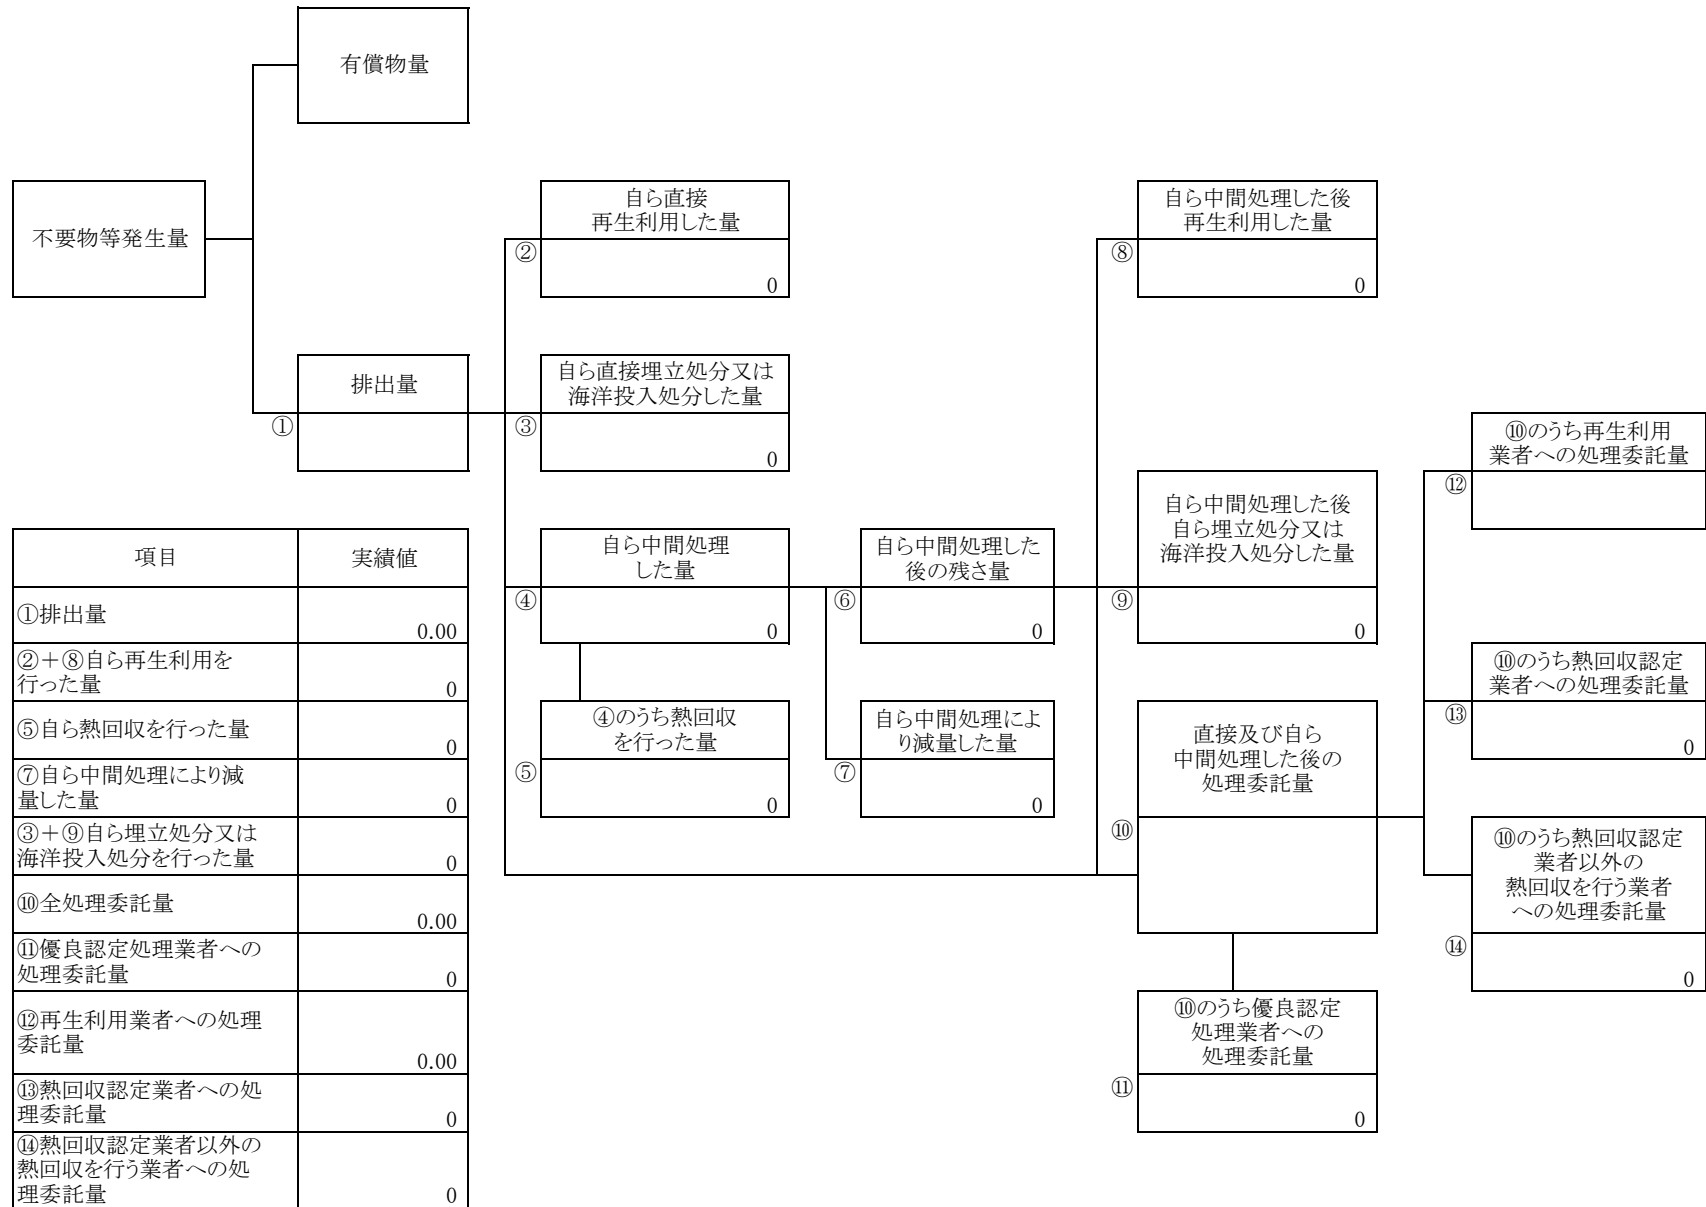 有償物量
不要物等発生量
自ら直接
再生利用した量
②
0
自ら中間処理した後
再生利用した量
⑧
0
排出量
①
自ら直接埋立処分又は
海洋投入処分した量
③
0
⑩のうち再生利用
業者への処理委託量
⑫
自ら中間処理
した量
④
0
自ら中間処理した
後の残さ量
⑥
0
自ら中間処理した後
自ら埋立処分又は
海洋投入処分した量
⑨
0
⑩のうち熱回収認定
業者への処理委託量
⑬
0
④のうち熱回収
を行った量
⑤
0
自ら中間処理によ
り減量した量
⑦
0
直接及び自ら
中間処理した後の
処理委託量
⑩
⑩のうち熱回収認定
業者以外の
熱回収を行う業者
への処理委託量
⑭
0
⑩のうち優良認定
処理業者への
処理委託量
⑪
0
項目 実績値
①排出量
0.00
②＋⑧自ら再生利用を
行った量 0
⑤自ら熱回収を行った量
0
⑦自ら中間処理により減
量した量 0
③＋⑨自ら埋立処分又は
海洋投入処分を行った量 0
⑩全処理委託量
0.00
⑪優良認定処理業者への
処理委託量 0
⑫再生利用業者への処理
委託量
0.00
⑬熱回収認定業者への処
理委託量 0
⑭熱回収認定業者以外の
熱回収を行う業者への処
理委託量 0